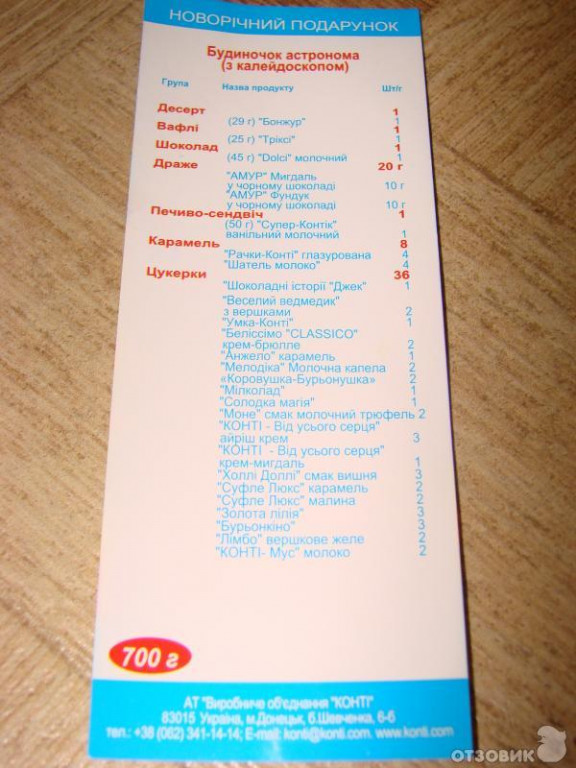 НОВОРІЧНИЙ ПОДАРУНОК
Будиночок астронома
(з калейдоскопом)
Група Назва продукту Шт/г
Десерт 1
(29 г) "Бонжур" 1
Вафлі 1
(25 г) "Тріксі" 1
Шоколад 1
(45 г) "Dolci" молочний 1
Драже 20 г
"АМУР" Мигдаль
у чорному шоколаді 10 г
"АМУР" Фундук
у чорному шоколаді 10 г
Печиво-сендвіч 1
(50 г) "Супер-Контік"
ванільний молочний 1
Карамель 8
"Рачки-Конті" глазурована 4
"Шатель молоко" 4
Цукерки 36
"Шоколадні історії "Джек" 1
"Веселий ведмедик"
з вершками 2
"Умка-Конті" 1
"Беліссімо "CLASSICO"
крем-брюлле 2
"Анжело" карамель 1
"Мелодіка" Молочна капела 2
«Коровушка-Бурьонушка» 2
"Мілколад" 1
"Солодка магія" 1
"Моне" смак молочний трюфель 2
"КОНТІ - Від усього серця"
айріш крем 3
"КОНТІ - Від усього серця"
крем-мигдаль 1
"Холлі Доллі" смак вишня 3
"Суфле Люкс" карамель 2
"Суфле Люкс" малина 2
"Золота лілія" 3
"Бурьонкіно" 3
"Лімбо" вершкове желе 2
"КОНТІ- Мус" молоко 2
700 г
АТ "Виробниче об'єднання "КОНТІ"
83015 Україна, м.Донецьк, б.Шевченка, 6-б
тел.: +38 (062) 341-14-14; E-mail: konti@konti.com. www.konti.com
ОТЗОВИК